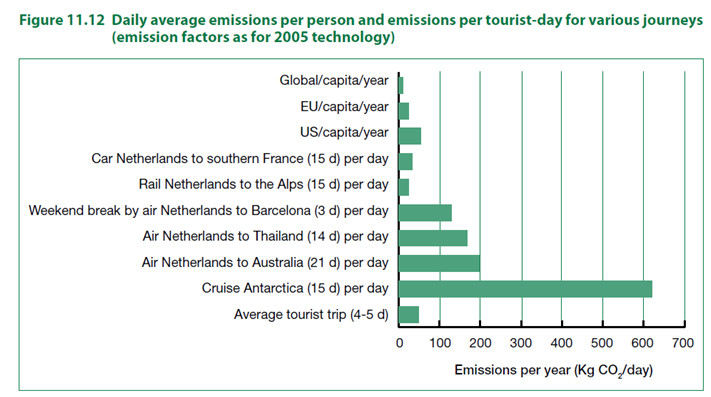 Figure 11.12 Daily average emissions per person and emissions per tourist-day for various journeys
(emission factors as for 2005 technology)
Global/capita/year
EU/capita/year
US/capita/year
Car Netherlands to southern France (15 d) per day
Rail Netherlands to the Alps (15 d) per day
Weekend break by air Netherlands to Barcelona (3 d) per day
Air Netherlands to Thailand (14 d) per day
Air Netherlands to Australia (21 d) per day
Cruise Antarctica (15 d) per day
Average tourist trip (4-5 d)
0 100 200 300 400 500 600 700
Emissions per year (Kg CO₂/day)